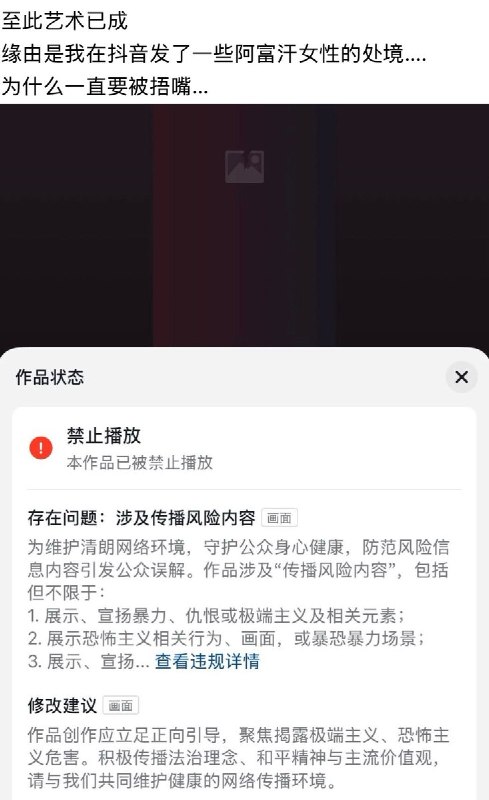 至此艺术已成
缘由是我在抖音发了一些阿富汗女性的处境....
为什么一直要被捂嘴...
作品状态
禁止播放
本作品已被禁止播放
存在问题：涉及传播风险内容 画面
为维护清朗网络环境，守护公众身心健康，防范风险信
息内容引发公众误解。作品涉及“传播风险内容”，包括
但不限于：
1. 展示、宣扬暴力、仇恨或极端主义及相关元素；
2. 展示恐怖主义相关行为、画面，或暴恐暴力场景；
3. 展示、宣扬... 查看违规详情
修改建议 画面
作品创作应立足正向引导，聚焦揭露极端主义、恐怖主
义危害。积极传播法治理念、和平精神与主流价值观，
请与我们共同维护健康的网络传播环境。